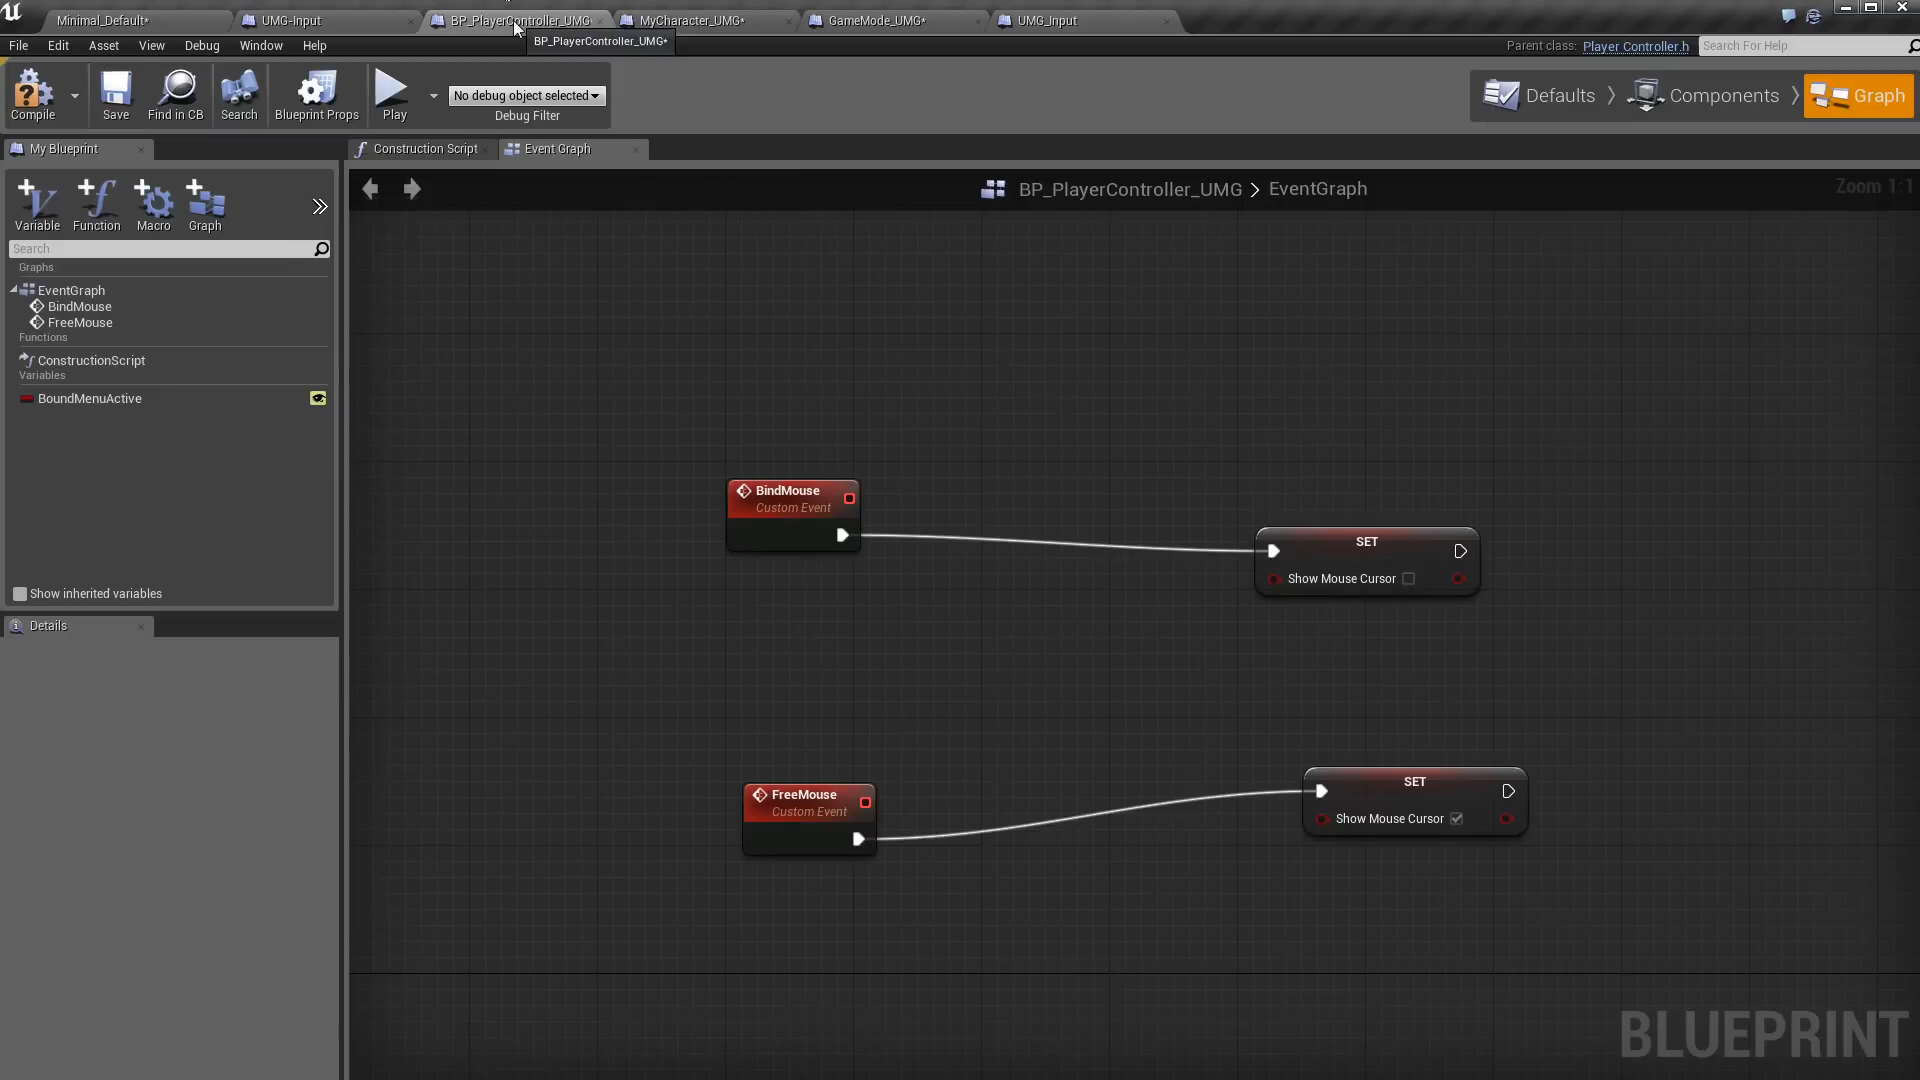 Minimal_Default*
UMG-Input
BP_PlayerController_UMG
MyCharacter_UMG*
GameMode_UMG*
UMG_Input
File
Edit
Asset
View
Debug
Window
Help
BP_PlayerController_UMG*
Parent class:
Player Controller.h
Search For Help
Compile
Save
Find in CB
Search
Blueprint Props
Play
No debug object selected
Debug Filter
Defaults
Components
Graph
My Blueprint
Construction Script
Event Graph
BP_PlayerController_UMG > EventGraph
Zoom 1:1
Variable
Function
Macro
Graph
Search
Graphs
EventGraph
BindMouse
FreeMouse
Functions
ConstructionScript
Variables
BoundMenuActive
Show inherited variables
Details
BindMouse
Custom Event
SET
Show Mouse Cursor
FreeMouse
Custom Event
SET
Show Mouse Cursor
BLUEPRINT